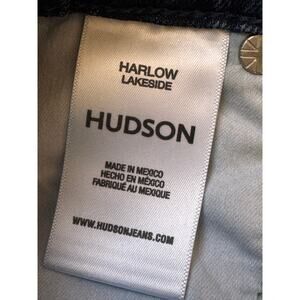 HARLOW
LAKESIDE
HUDSON
MADE IN MEXICO
HECHO EN MÉXICO
FABRIQUÉ AU MEXIQUE
WWW.HUDSONJEANS.COM